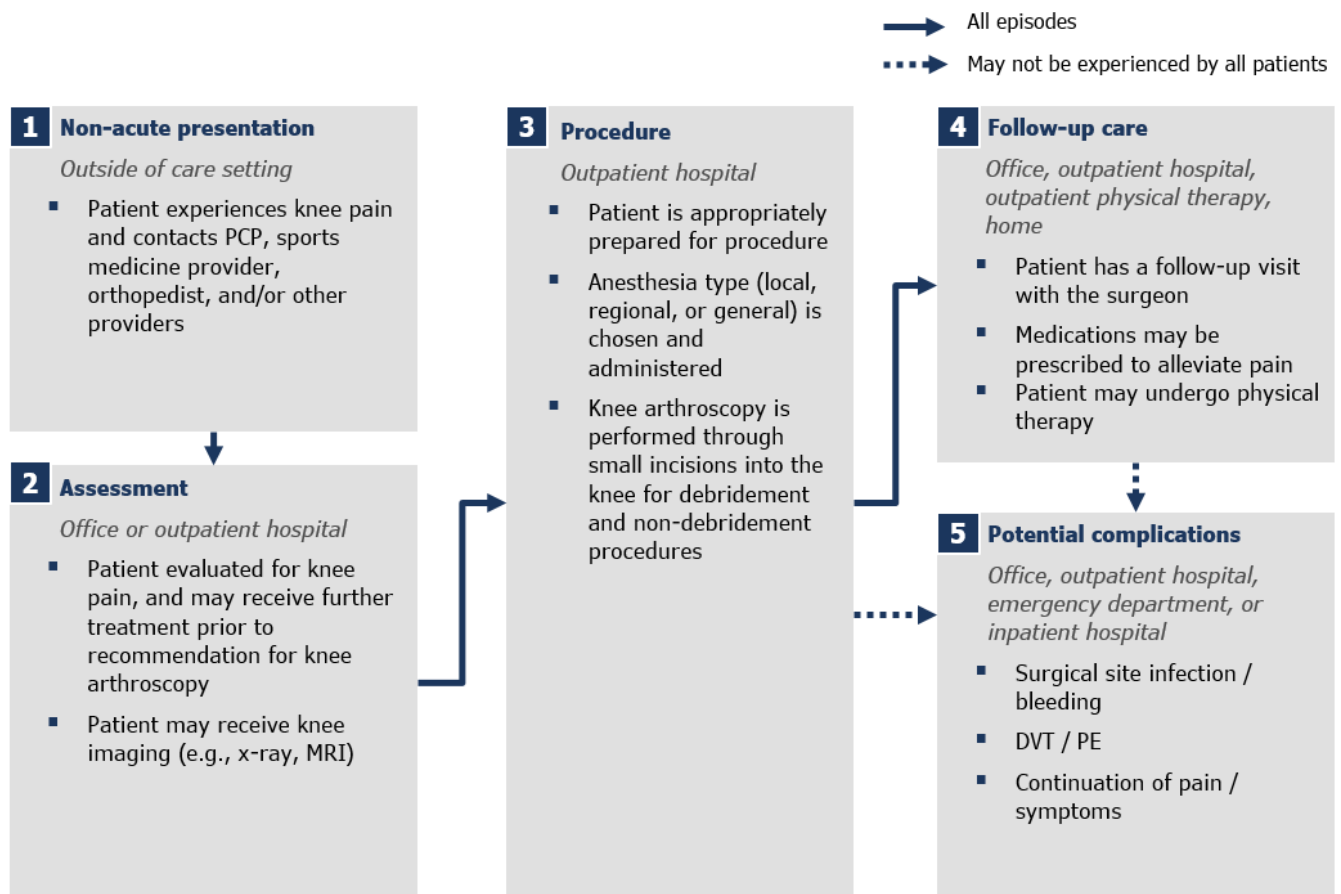 All episodes
May not be experienced by all patients
1 Non-acute presentation
Outside of care setting
▪ Patient experiences knee pain
and contacts PCP, sports
medicine provider,
orthopedist, and/or other
providers
2 Assessment
Office or outpatient hospital
▪ Patient evaluated for knee
pain, and may receive further
treatment prior to
recommendation for knee
arthroscopy
▪ Patient may receive knee
imaging (e.g., x-ray, MRI)
3 Procedure
Outpatient hospital
▪ Patient is appropriately
prepared for procedure
▪ Anesthesia type (local,
regional, or general) is
chosen and
administered
▪ Knee arthroscopy is
performed through
small incisions into the
knee for debridement
and non-debridement
procedures
4 Follow-up care
Office, outpatient hospital,
outpatient physical therapy,
home
▪ Patient has a follow-up visit
with the surgeon
▪ Medications may be
prescribed to alleviate pain
▪ Patient may undergo physical
therapy
5 Potential complications
Office, outpatient hospital,
emergency department, or
inpatient hospital
▪ Surgical site infection /
bleeding
▪ DVT / PE
▪ Continuation of pain /
symptoms